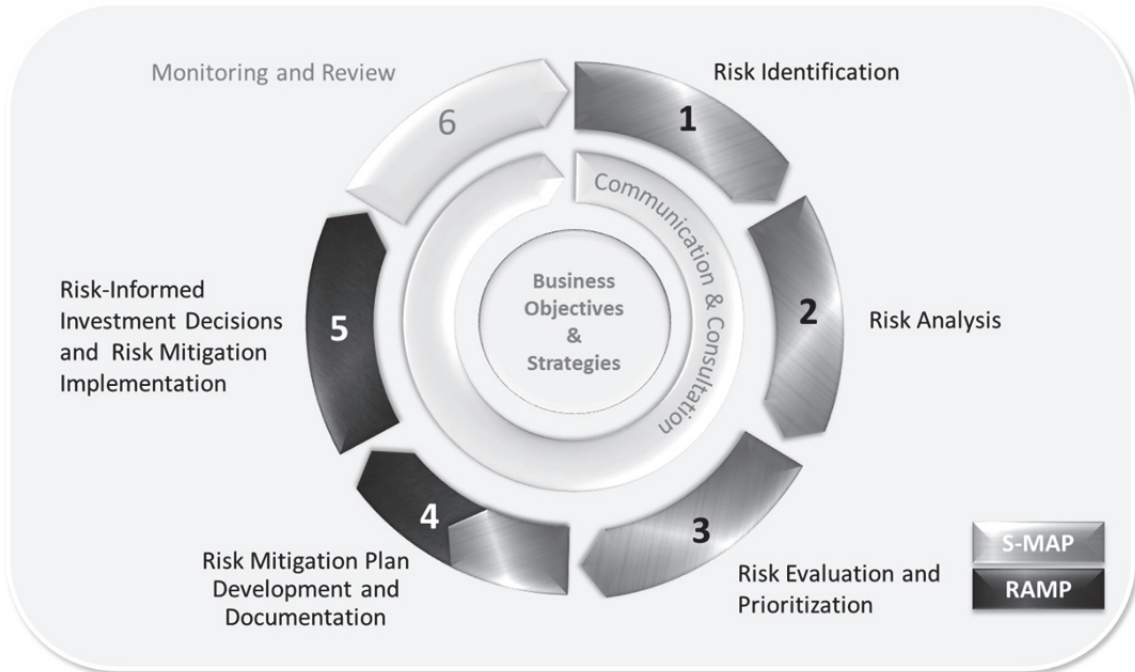 Monitoring and Review
6
Risk Identification
1
Communication & Consultation
2
Risk Analysis
Business
Objectives
&
Strategies
Risk-Informed
Investment Decisions
and Risk Mitigation
Implementation
5
4
Risk Mitigation Plan
Development and
Documentation
3
Risk Evaluation and
Prioritization
S-MAP
RAMP